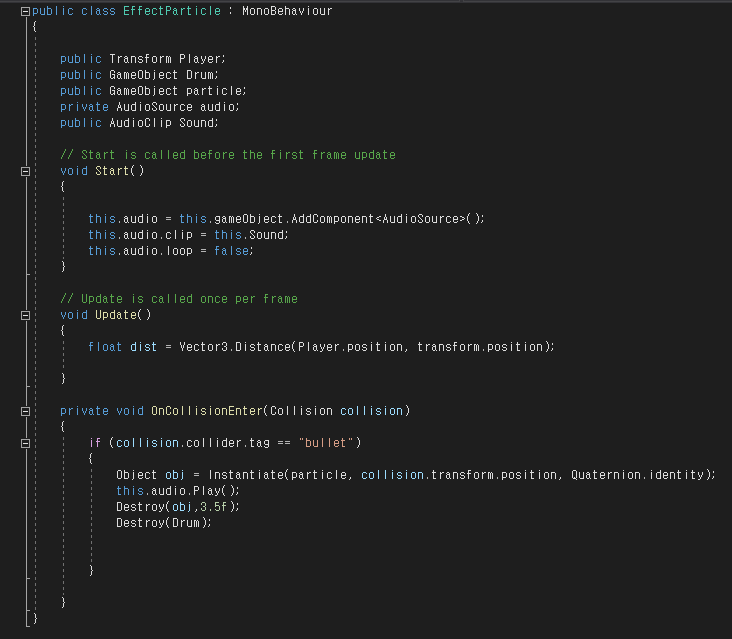 public class EffectParticle : MonoBehaviour
{
public Transform Player;
public GameObject Drum;
public GameObject particle;
private AudioSource audio;
public AudioClip Sound;
// Start is called before the first frame update
void Start()
{
this.audio = this.gameObject.AddComponent<AudioSource>();
this.audio.clip = this.Sound;
this.audio.loop = false;
}
// Update is called once per frame
void Update()
{
float dist = Vector3.Distance(Player.position, transform.position);
}
private void OnCollisionEnter(Collision collision)
{
if (collision.collider.tag == "bullet")
{
Object obj = Instantiate(particle, collision.transform.position, Quaternion.identity);
this.audio.Play();
Destroy(obj,3.5f);
Destroy(Drum);
}
}
}